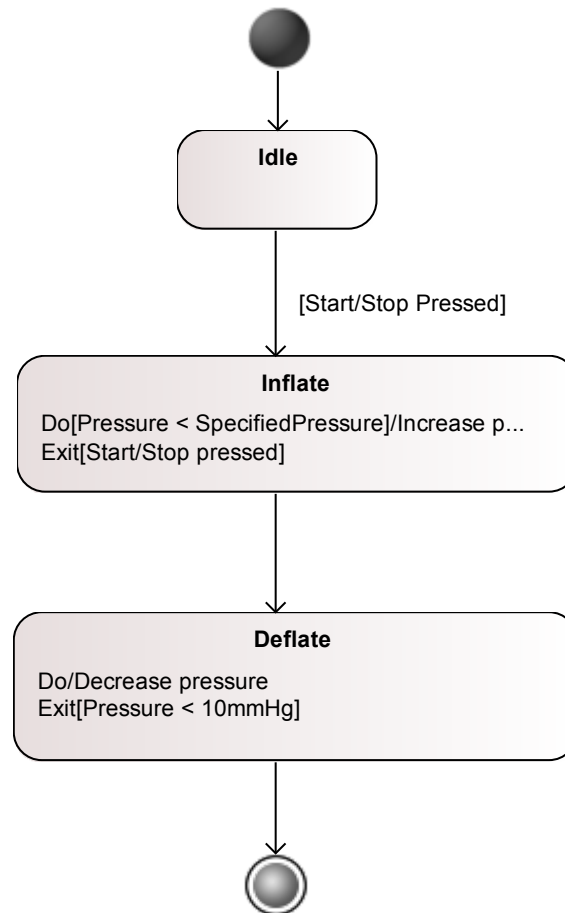 Idle
[Start/Stop Pressed]
Inflate
Do[Pressure < SpecifiedPressure]/Increase p...
Exit[Start/Stop pressed]
Deflate
Do/Decrease pressure
Exit[Pressure < 10mmHg]